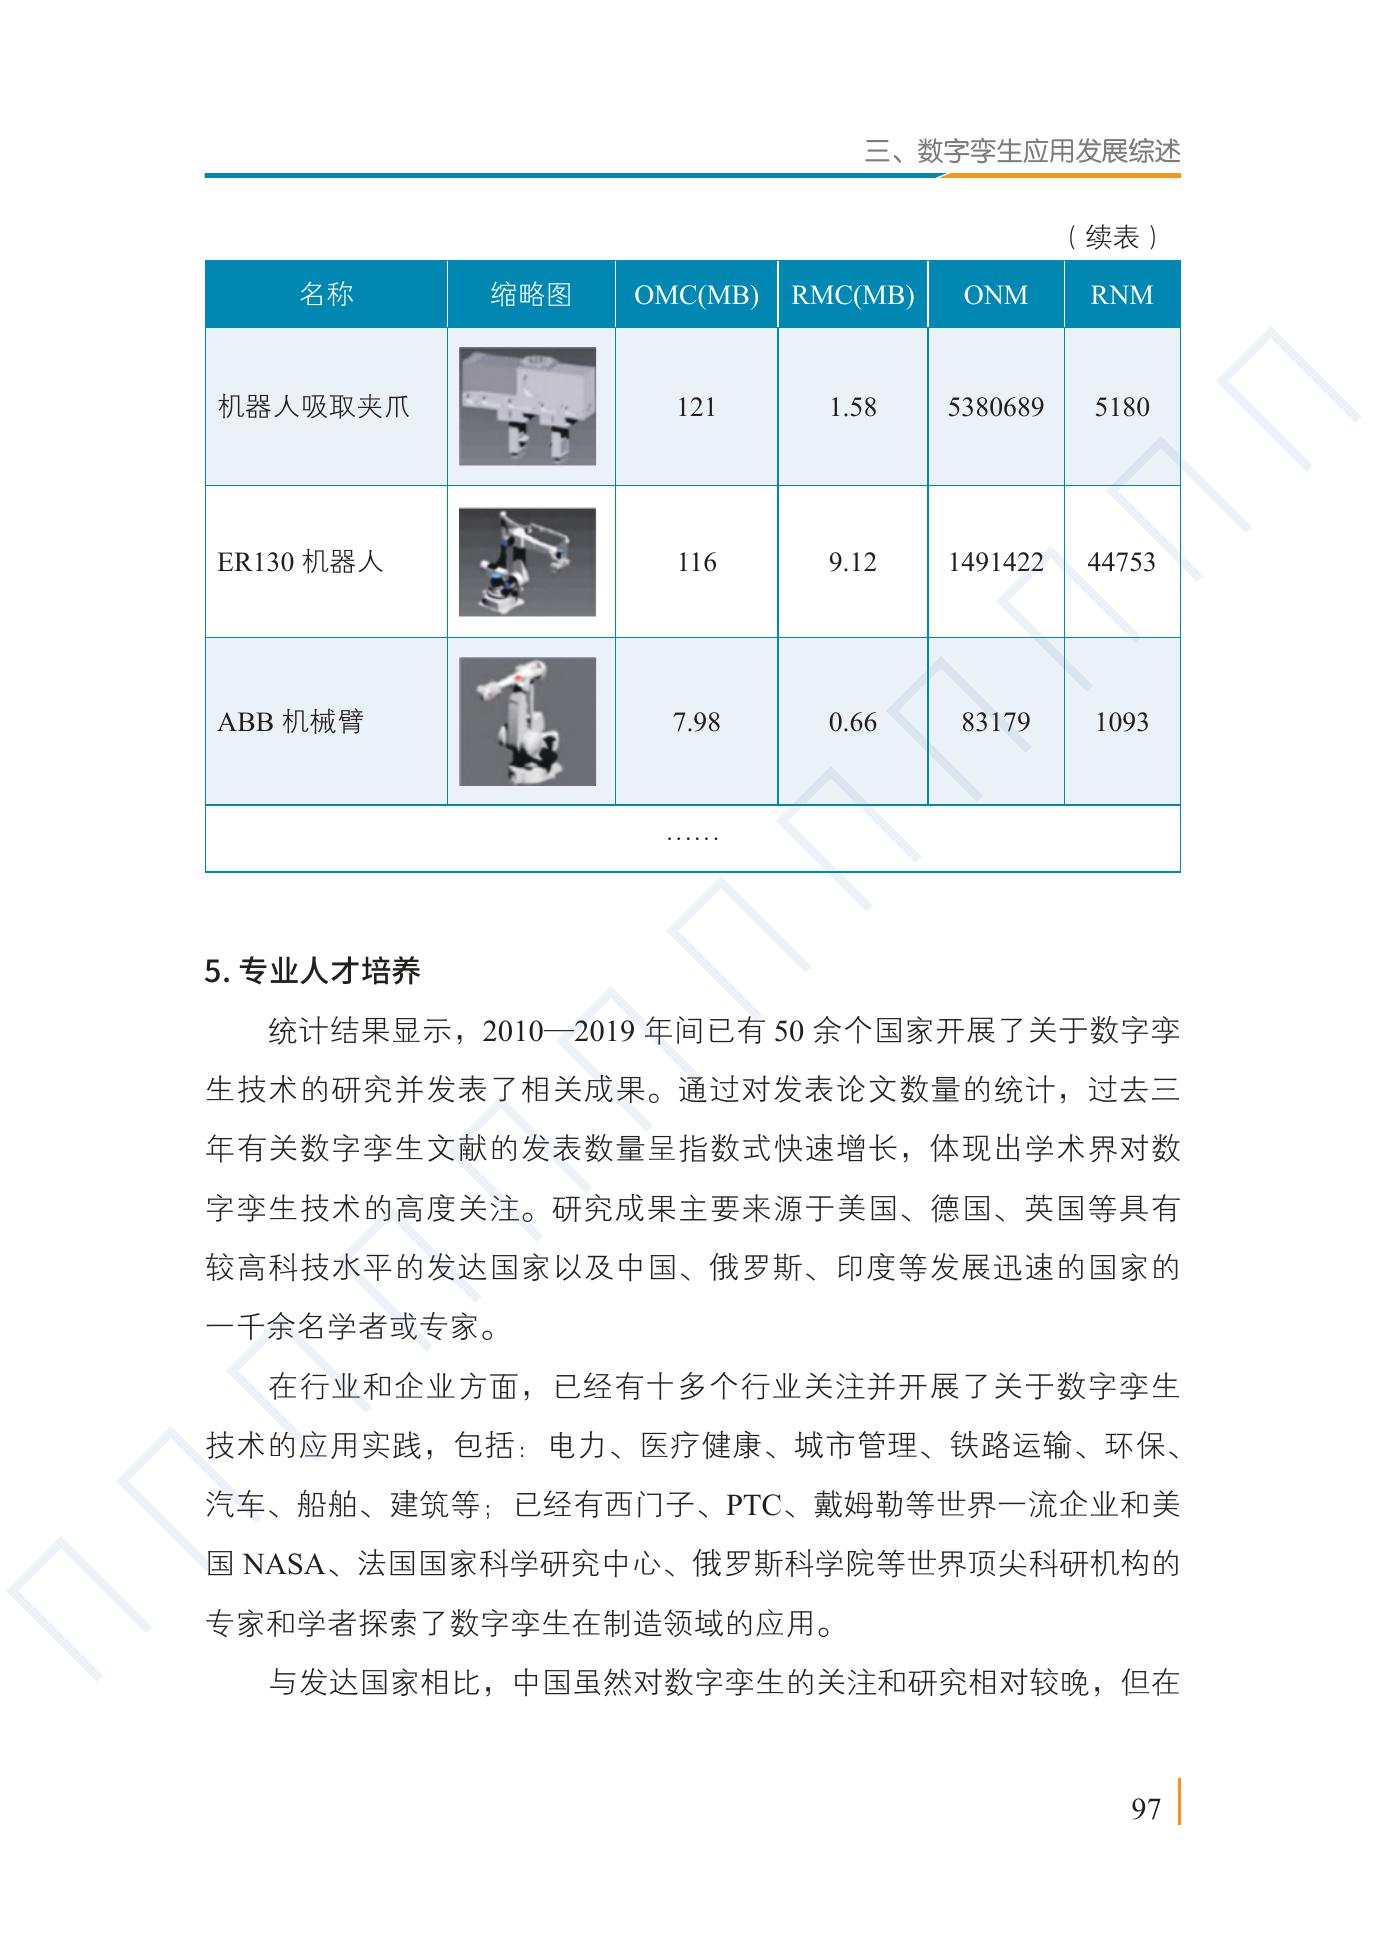 三、数字孪生应用发展综述
（续表）
名称 缩略图 OMC(MB) RMC(MB) ONM RNM
机器人吸取夹爪 121 1.58 5380689 5180
ER130 机器人 116 9.12 1491422 44753
ABB 机械臂 7.98 0.66 83179 1093
……
5. 专业人才培养
统计结果显示，2010—2019 年间已有 50 余个国家开展了关于数字孪
生技术的研究并发表了相关成果。通过对发表论文数量的统计，过去三
年有关数字孪生文献的发表数量呈指数式快速增长，体现出学术界对数
字孪生技术的高度关注。研究成果主要来源于美国、德国、英国等具有
较高科技水平的发达国家以及中国、俄罗斯、印度等发展迅速的国家的
一千余名学者或专家。
在行业和企业方面，已经有十多个行业关注并开展了关于数字孪生
技术的应用实践，包括：电力、医疗健康、城市管理、铁路运输、环保、
汽车、船舶、建筑等；已经有西门子、PTC、戴姆勒等世界一流企业和美
国 NASA、法国国家科学研究中心、俄罗斯科学院等世界顶尖科研机构的
专家和学者探索了数字孪生在制造领域的应用。
与发达国家相比，中国虽然对数字孪生的关注和研究相对较晚，但在
97